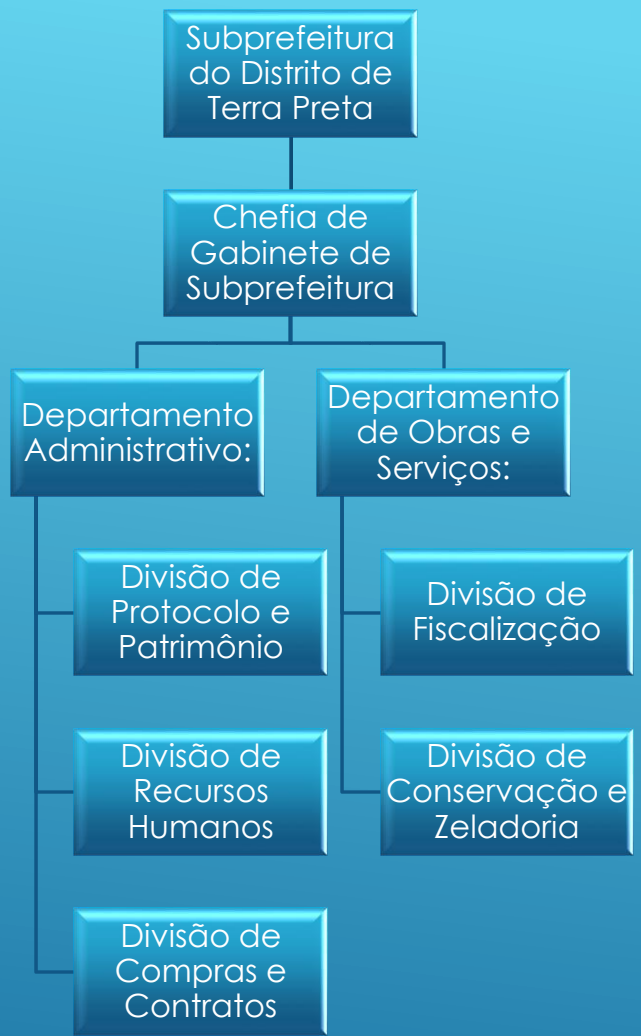 Subprefeitura
do Distrito de
Terra Preta
Chefia de
Gabinete de
Subprefeitura
Departamento
Administrativo:
Divisão de
Protocolo e
Patrimônio
Divisão de
Recursos
Humanos
Divisão de
Compras e
Contratos
Departamento
de Obras e
Serviços:
Divisão de
Fiscalização
Divisão de
Conservação e
Zeladoria